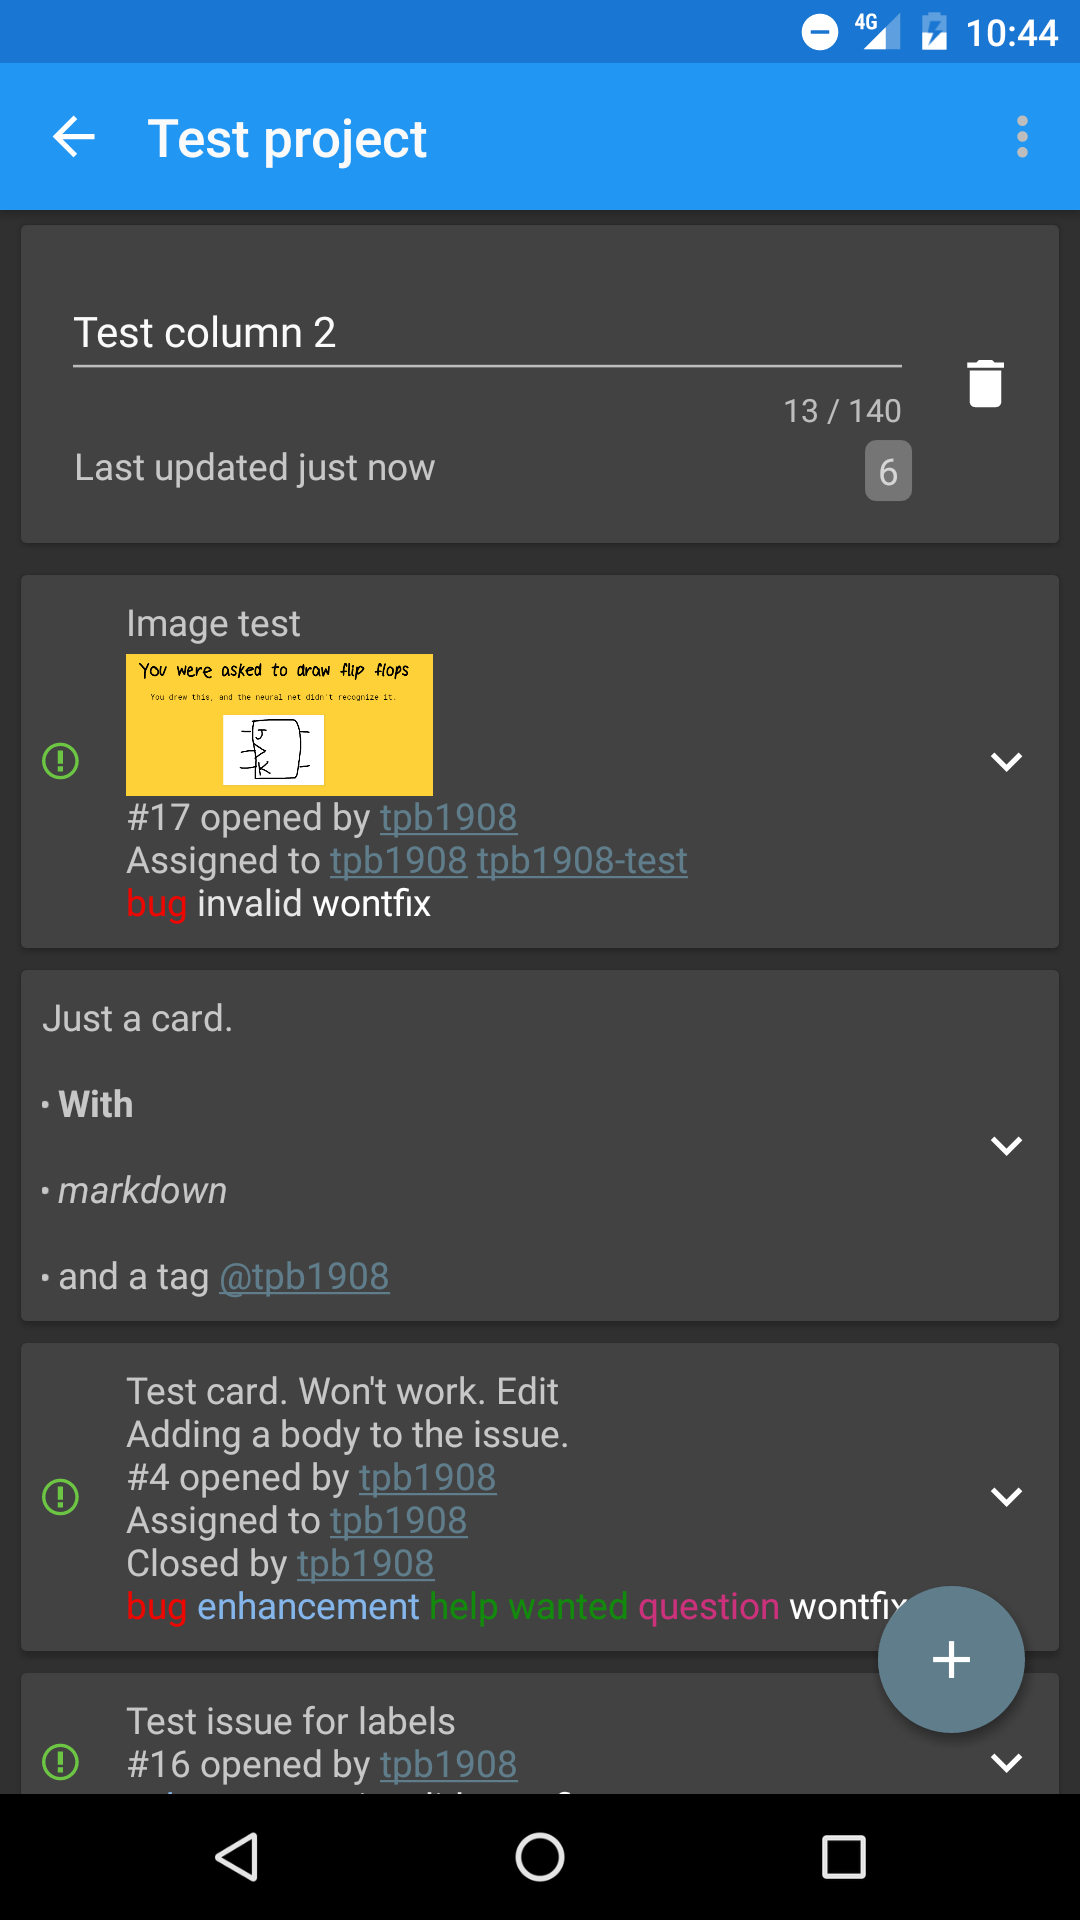 4G 10:44
Test project
Test column 2
13 / 140
Last updated just now
6
Image test
You were asked to draw flip flops
You drew this, and the neural net didn't recognize it.
J
K
#17 opened by tpb1908
Assigned to tpb1908 tpb1908-test
bug invalid wontfix
Just a card.
• With
• markdown
• and a tag @tpb1908
Test card. Won't work. Edit
Adding a body to the issue.
#4 opened by tpb1908
Assigned to tpb1908
Closed by tpb1908
bug enhancement help wanted question wontfix
Test issue for labels
#16 opened by tpb1908